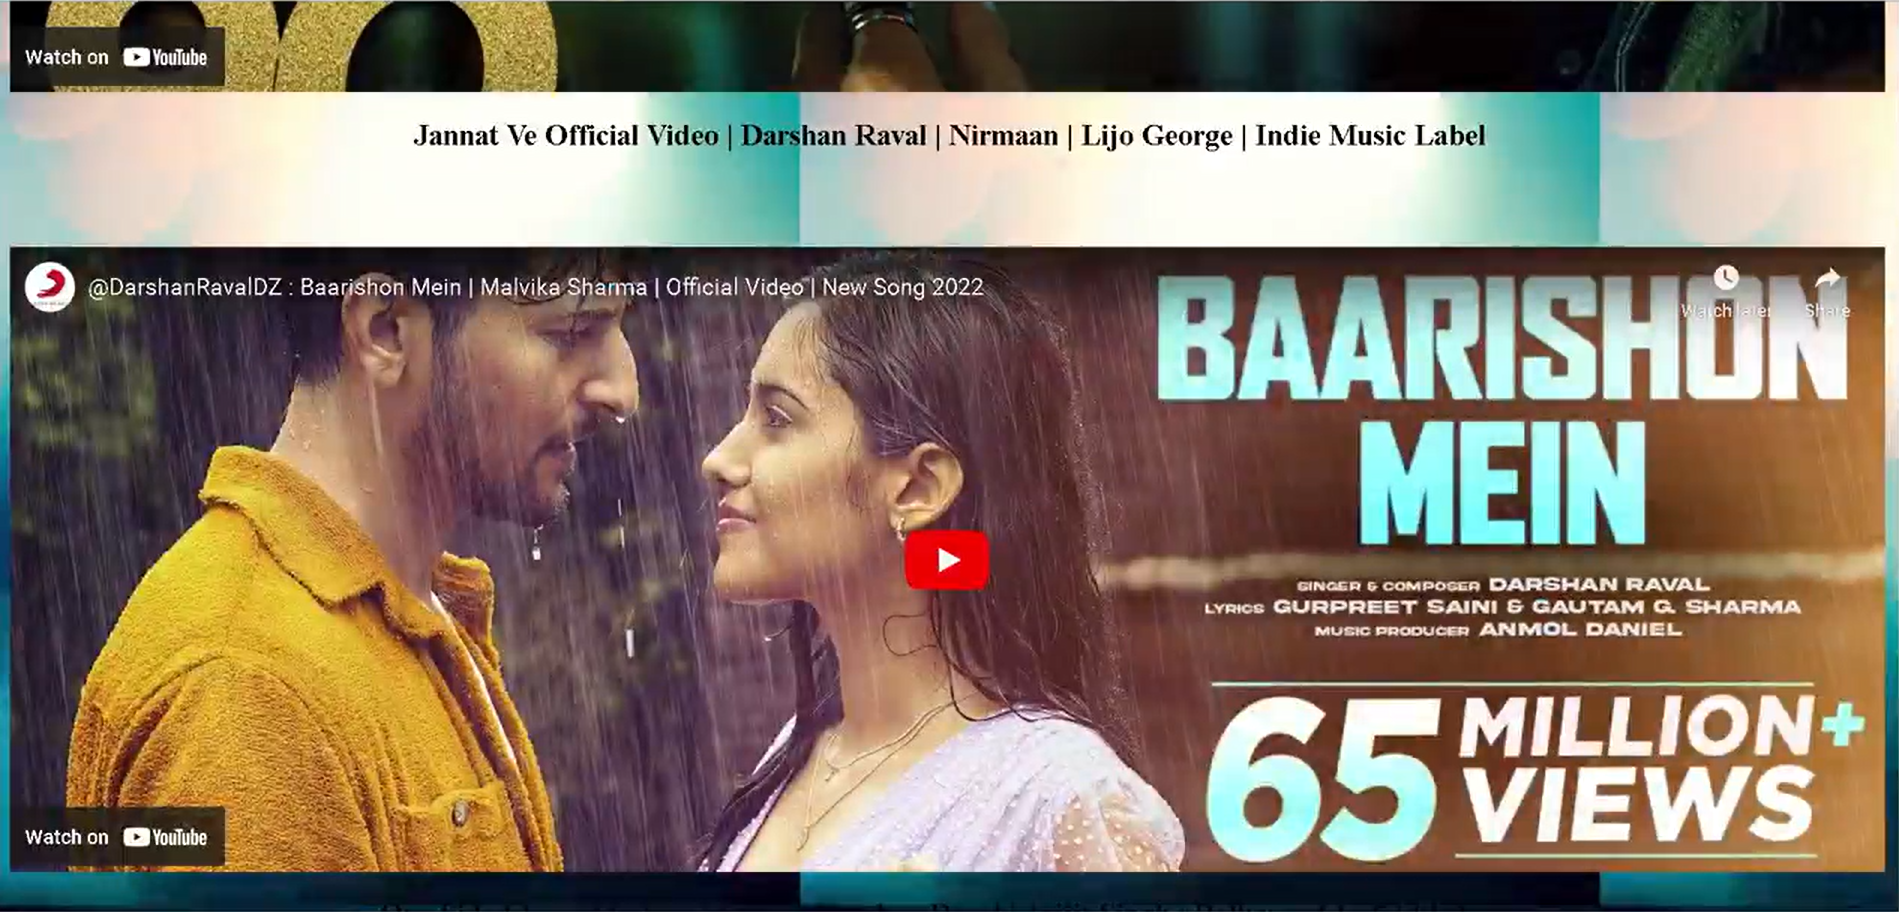 Watch on YouTube
Jannat Ve Official Video | Darshan Raval | Nirmaan | Lijo George | Indie Music Label
@DarshanRavalDZ : Baarishon Mein | Malvika Sharma | Official Video | New Song 2022
Watch later
Share
BAARISHON
MEIN
SINGER & COMPOSER DARSHAN RAVAL
LYRICS GURPREET SAINI & GAUTAM G. SHARMA
MUSIC PRODUCER ANMOL DANIEL
65 MILLION+
VIEWS
Watch on YouTube